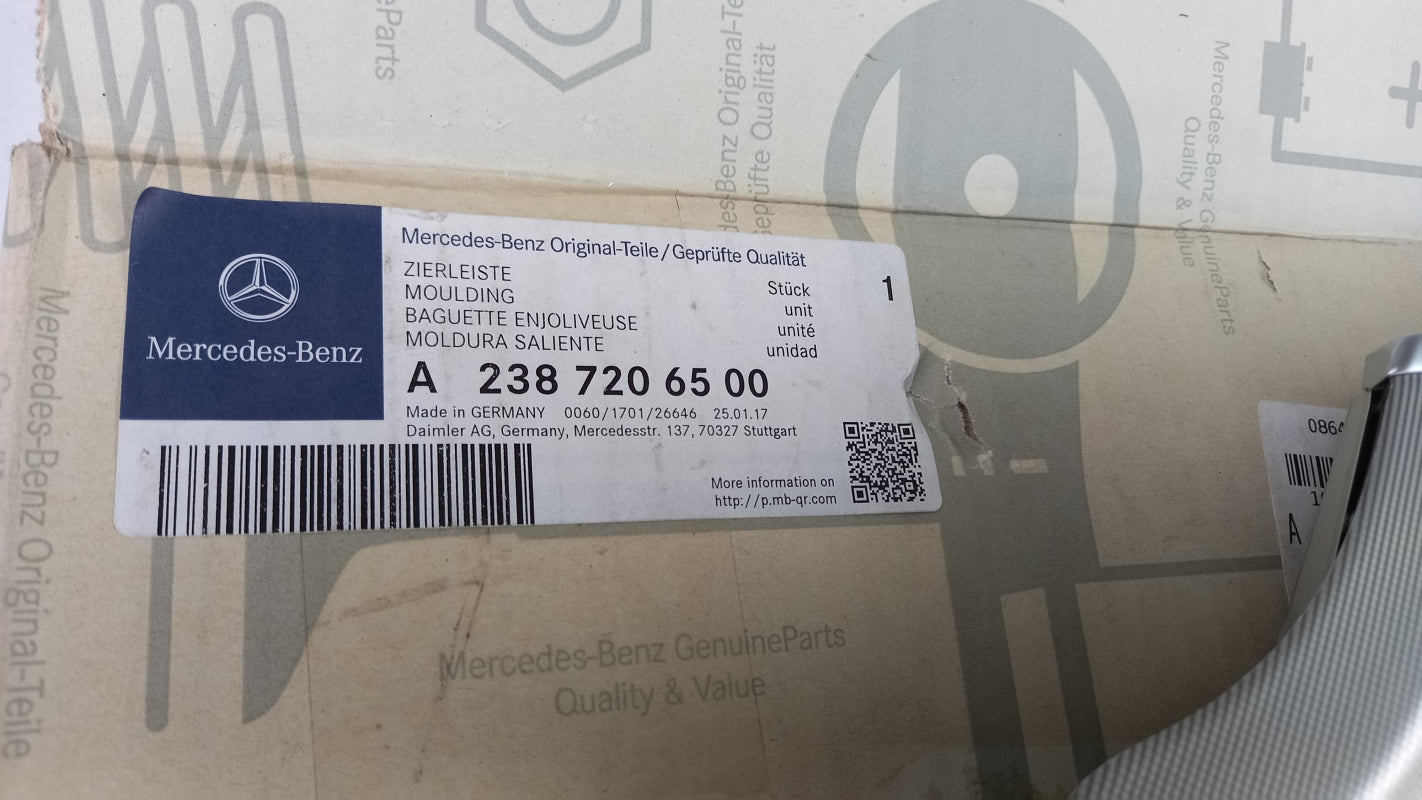 eParts
Mercedes-Benz Original-Te
Geprüfte Qualität
Mercedes-Benz GenuineParts
Quality & Value
Mercedes-Benz Original-Teile
Mercedes-Benz Original-Teile/Geprüfte Qualität
ZIERLEISTE
MOULDING
BAGUETTE ENJOLIVEUSE
MOLDURA SALIENTE
Stück
unit
unité
unidad
1
Mercedes-Benz
A 238 720 65 00
Made in GERMANY 0060/1701/26646 25.01.17
Daimler AG, Germany, Mercedesstr. 137, 70327 Stuttgart
More information on
http://p.mb-qr.com
Mercedes-Benz GenuineParts
Quality & Value
A